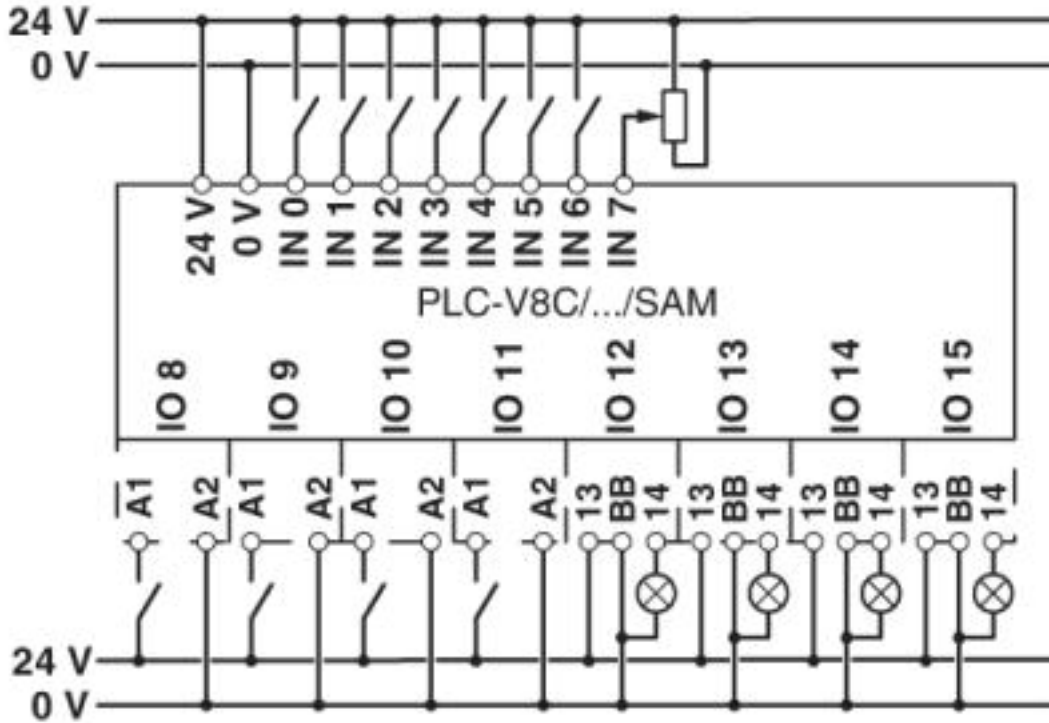 24 V
0 V
24 V 0 V IN 0 IN 1 IN 2 IN 3 IN 4 IN 5 IN 6 IN 7
PLC-V8C/.../SAM
IO 8 IO 9 IO 10 IO 11 IO 12 IO 13 IO 14 IO 15
A1 A2 A1 A2 A1 A2 A1 A2 13 BB 14 13 BB 14 13 BB 14 13 BB 14
24 V
0 V